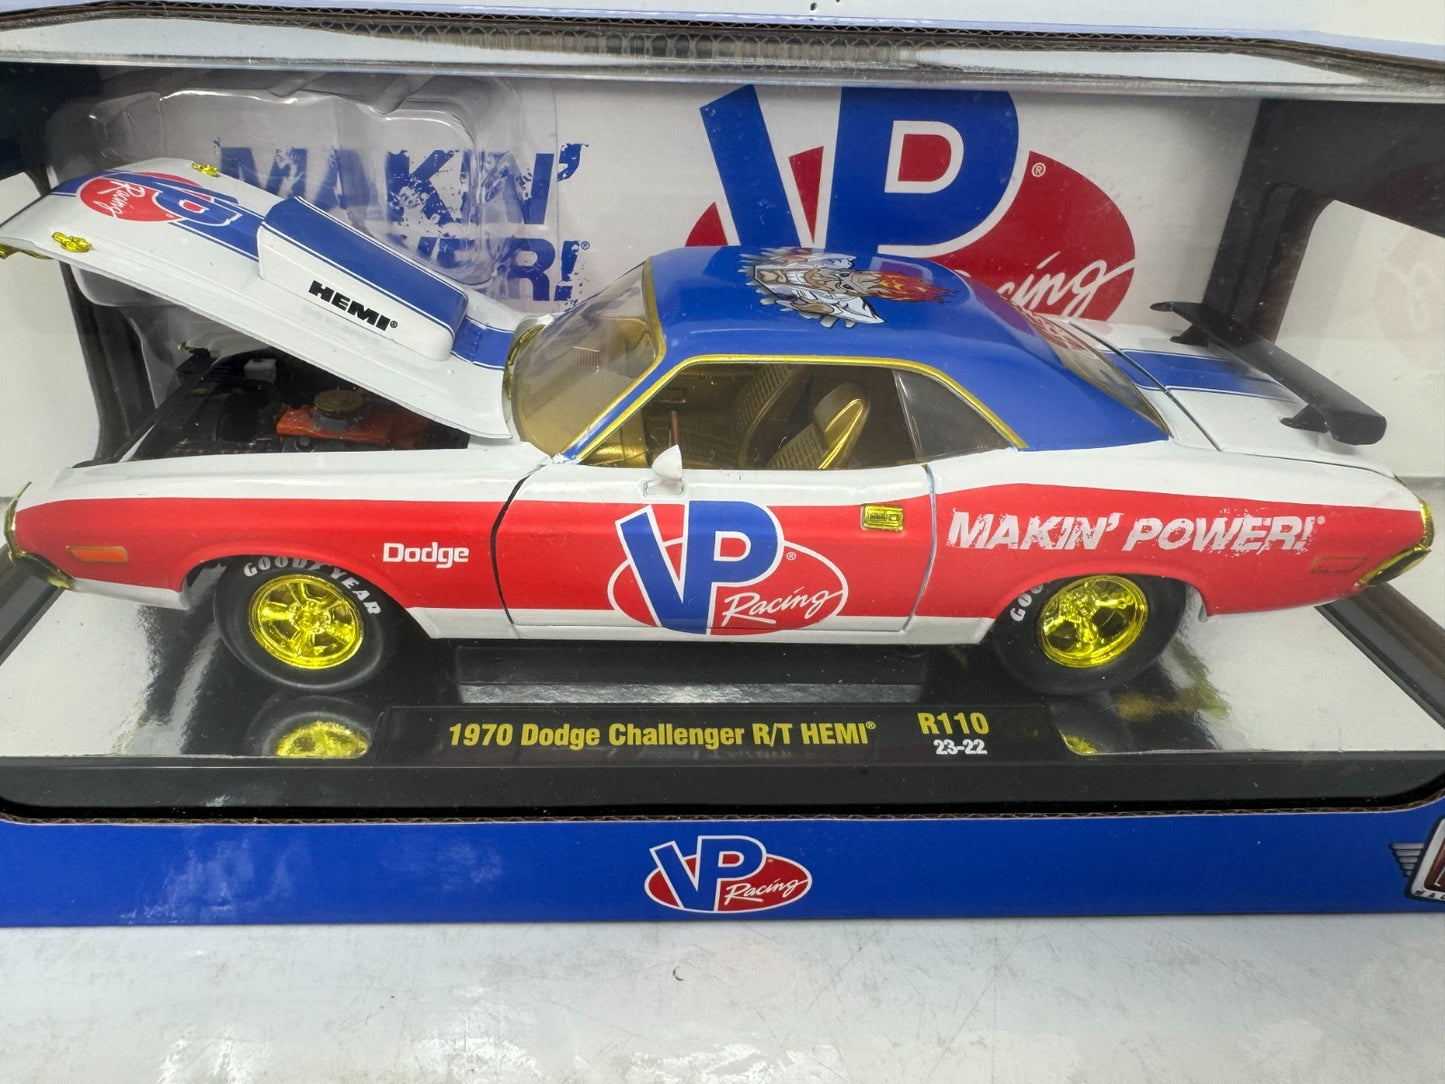 MAKIN'
VP
®
Racing
VP
HEMI®
Dodge
GOODYEAR
VP
®
Racing
MAKIN' POWER!®
1970 Dodge Challenger R/T HEMI®
R110
23-22
VP
Racing